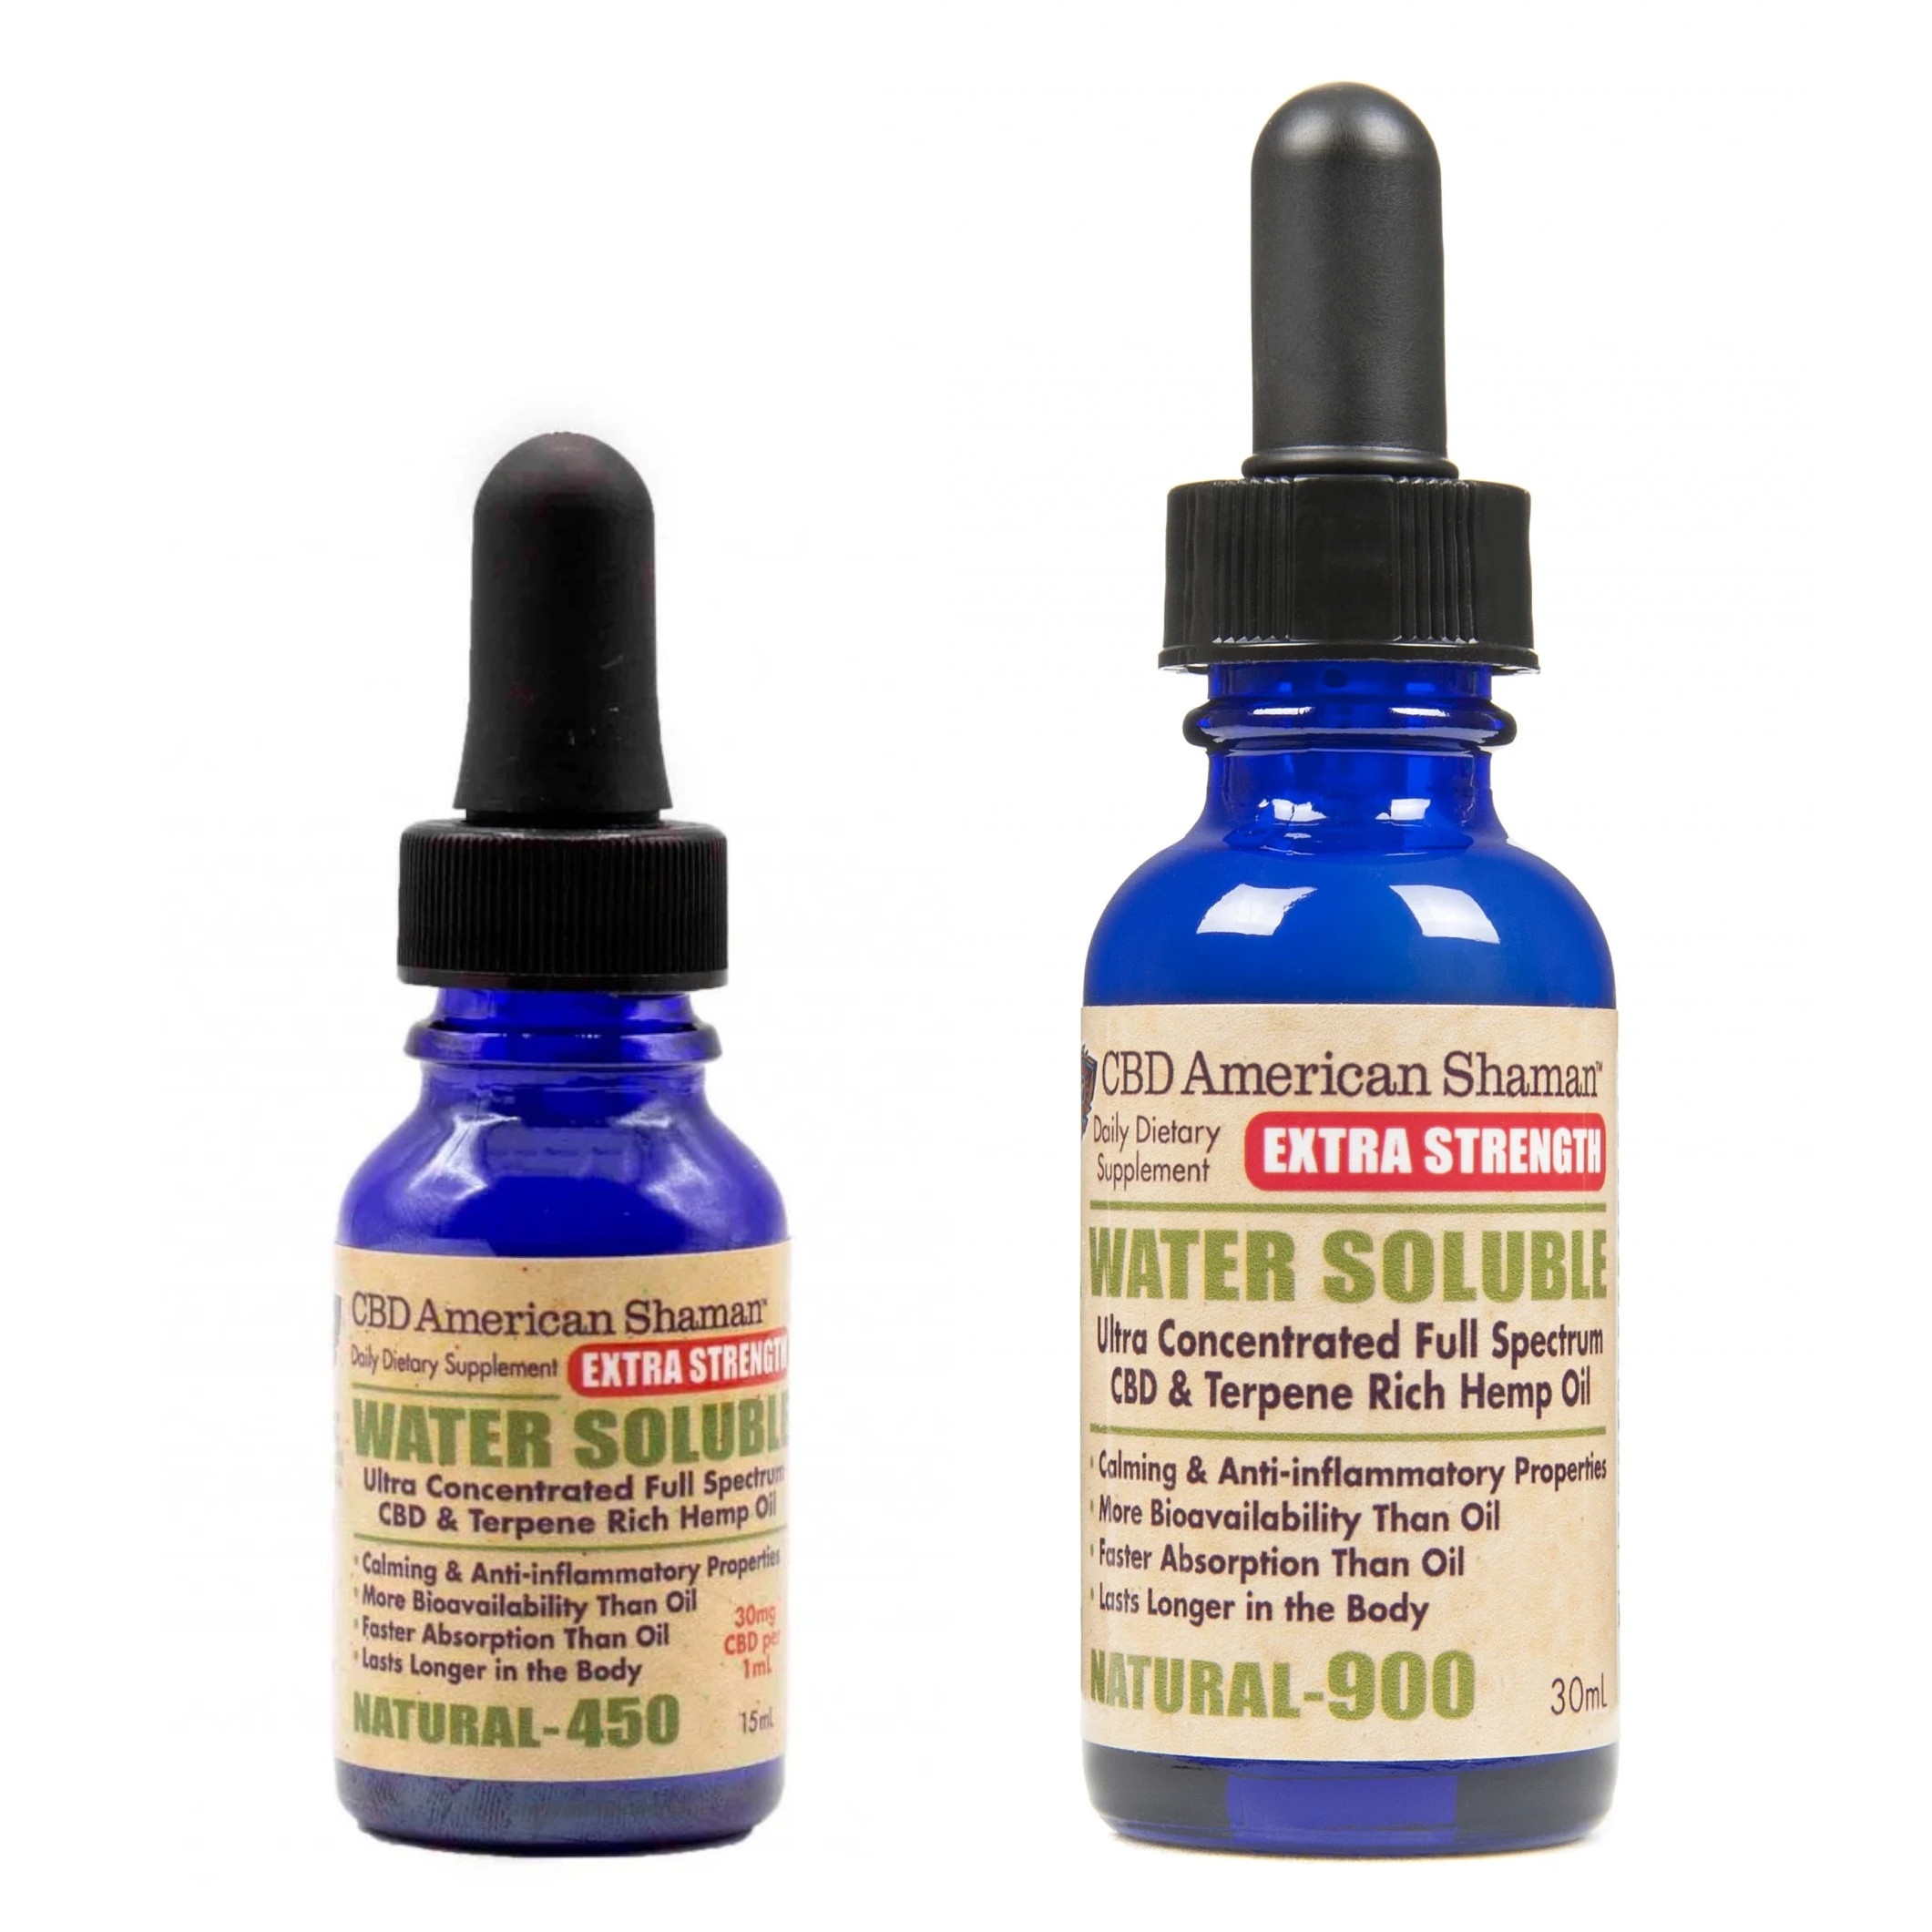 CBD American Shaman™
Daily Dietary Supplement EXTRA STRENGTH
WATER SOLUBLE
Ultra Concentrated Full Spectrum
CBD & Terpene Rich Hemp Oil
• Calming & Anti-inflammatory Properties
• More Bioavailability Than Oil
• Faster Absorption Than Oil
• Lasts Longer in the Body
30mg
CBD per
1mL
NATURAL-450 15mL
CBD American Shaman™
Daily Dietary
Supplement
EXTRA STRENGTH
WATER SOLUBLE
Ultra Concentrated Full Spectrum
CBD & Terpene Rich Hemp Oil
• Calming & Anti-inflammatory Properties
• More Bioavailability Than Oil
• Faster Absorption Than Oil
• Lasts Longer in the Body
NATURAL-900 30mL